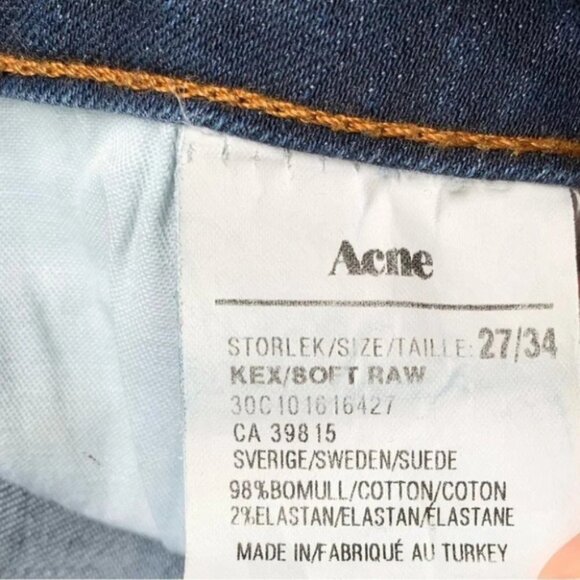 Acne
STORLEK/SIZE/TAILLE: 27/34
KEX/SOFT RAW
30C101616427
CA 39815
SVERIGE/SWEDEN/SUEDE
98%BOMULL/COTTON/COTON
2%ELASTAN/ELASTAN/ÉLASTANE
MADE IN/FABRIQUÉ AU TURKEY